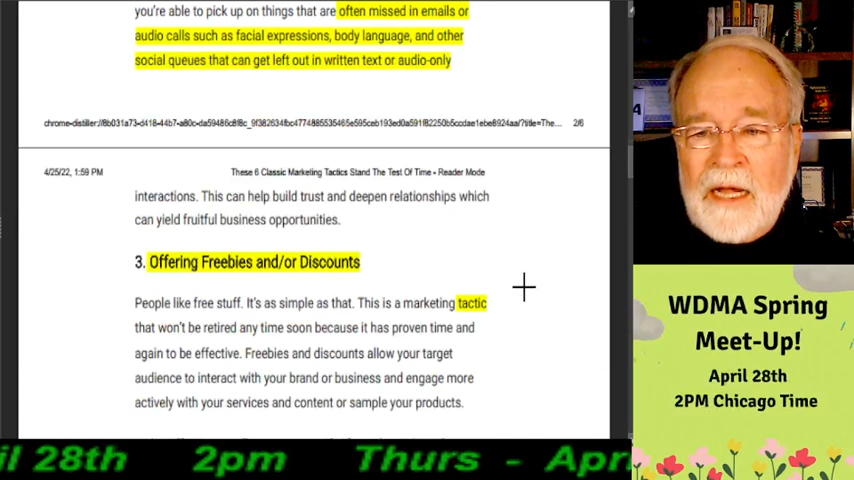 you're able to pick up on things that are often missed in emails or
audio calls such as facial expressions, body language, and other
social queues that can get left out in written text or audio-only
2/6
4/25/22, 1:59 PM
These 6 Classic Marketing Tactics Stand The Test Of Time - Reader Mode
interactions. This can help build trust and deepen relationships which
can yield fruitful business opportunities.
3. Offering Freebies and/or Discounts
People like free stuff. It's as simple as that. This is a marketing tactic
that won't be retired any time soon because it has proven time and
again to be effective. Freebies and discounts allow your target
audience to interact with your brand or business and engage more
actively with your services and content or sample your products.
WDMA Spring
Meet-Up!
April 28th
2PM Chicago Time
il 28th 2pm Thurs - Apri